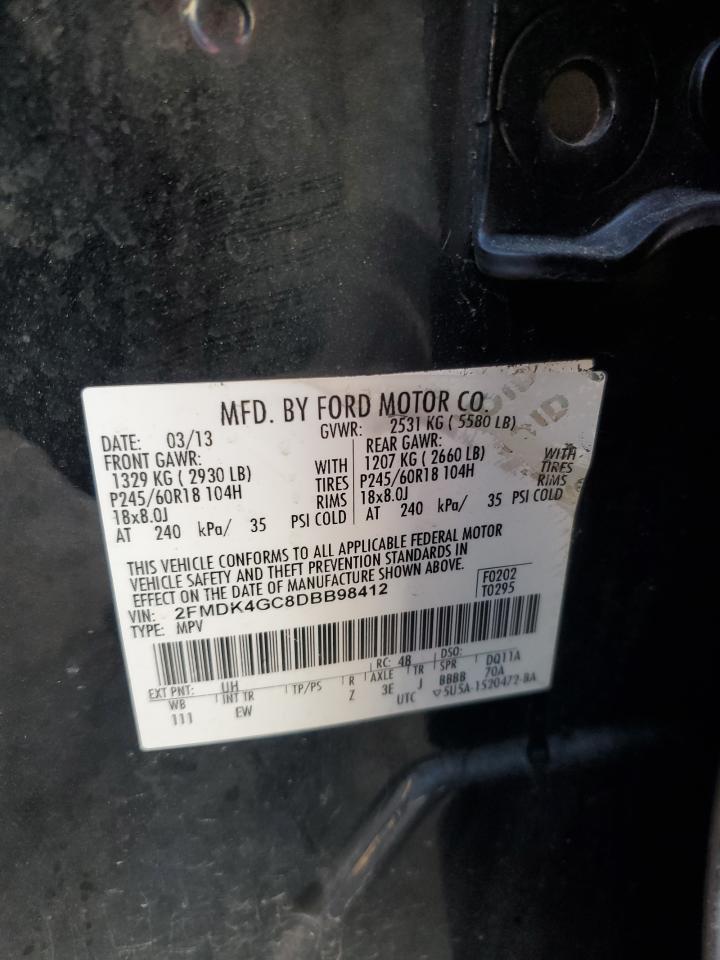 MFD. BY FORD MOTOR CO.
DATE: 03/13 GVWR: 2531 KG ( 5580 LB)
FRONT GAWR: REAR GAWR:
1329 KG ( 2930 LB) WITH 1207 KG ( 2660 LB) WITH
P245/60R18 104H TIRES P245/60R18 104H TIRES
18x8.0J RIMS 18x8.0J RIMS
AT 240 kPa/ 35 PSI COLD AT 240 kPa/ 35 PSI COLD
THIS VEHICLE CONFORMS TO ALL APPLICABLE FEDERAL MOTOR
VEHICLE SAFETY AND THEFT PREVENTION STANDARDS IN
EFFECT ON THE DATE OF MANUFACTURE SHOWN ABOVE.
F0202
T0295
VIN: 2FMDK4GC8DBB98412
TYPE: MPV
EXT PNT: UH RC: 48 DSO: DQ11A
WB INT TR TP/PS R AXLE TR SPR 70A
111 EW Z 3E J BBBB
UTC ▽5U5A-1520472-BA